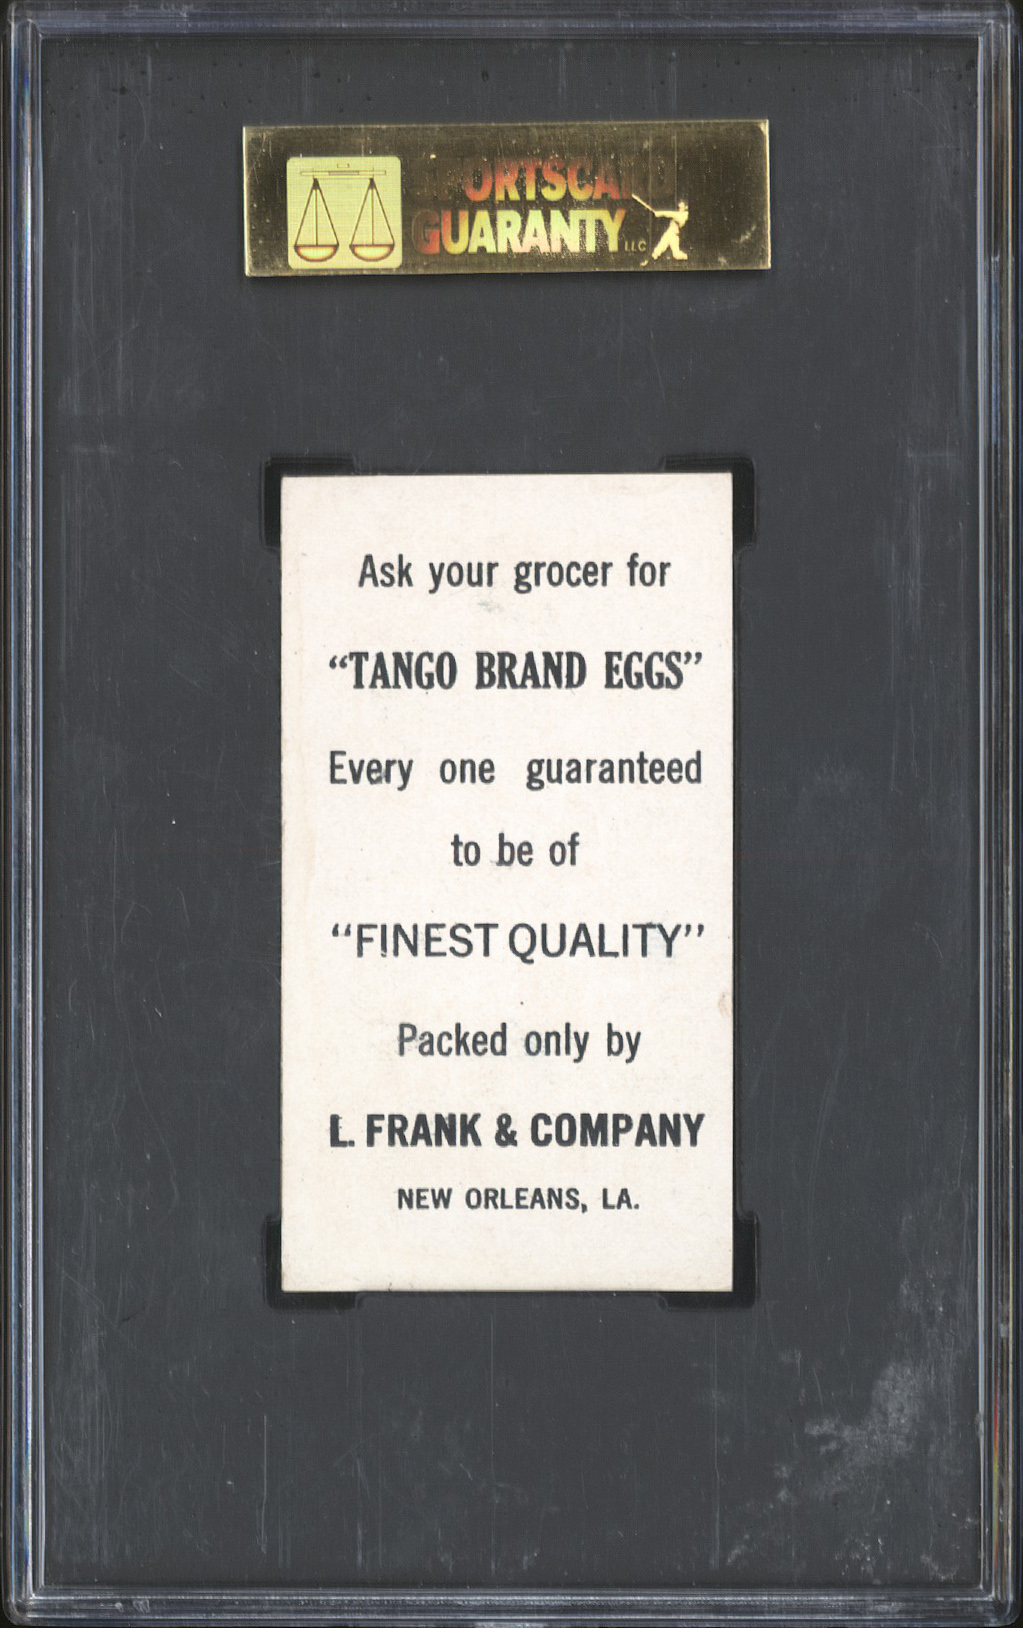 SPORTSCARD
GUARANTY LLC
Ask your grocer for
“TANGO BRAND EGGS”
Every one guaranteed
to be of
“FINEST QUALITY”
Packed only by
L. FRANK & COMPANY
NEW ORLEANS, LA.